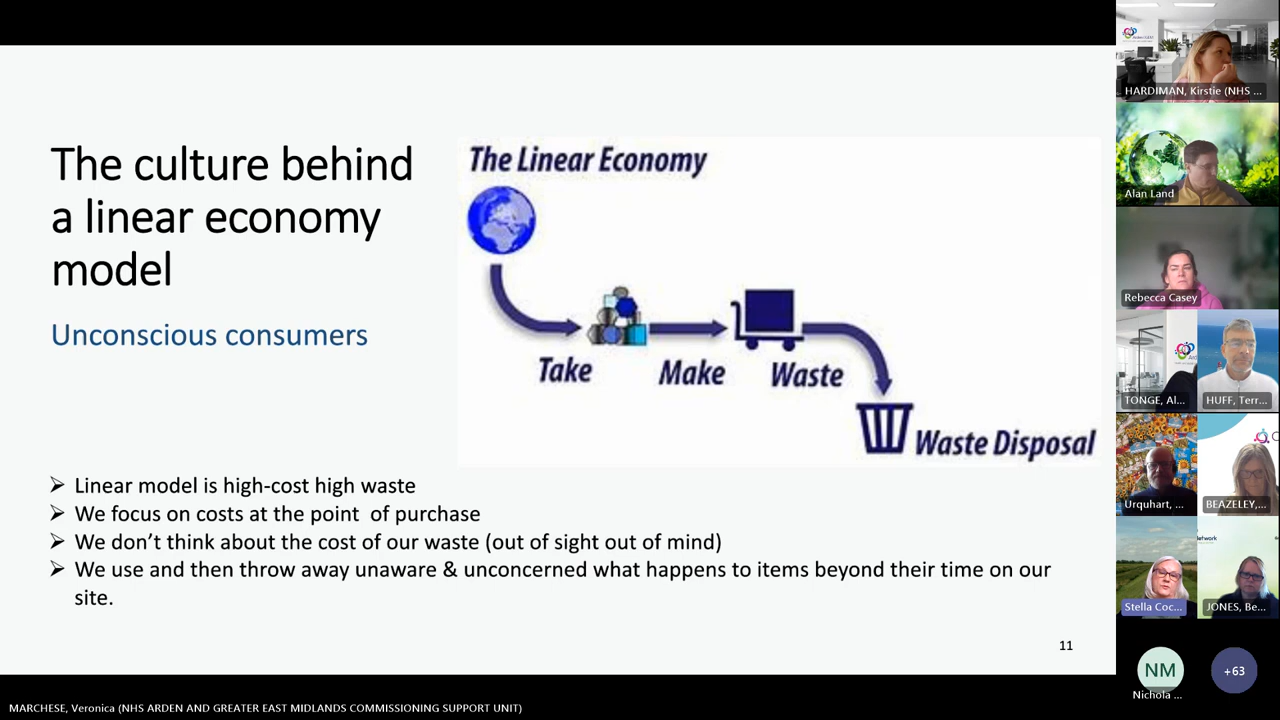 The culture behind
a linear economy
model
Unconscious consumers
The Linear Economy
Take
Make
Waste
Waste Disposal
➢ Linear model is high-cost high waste
➢ We focus on costs at the point of purchase
➢ We don’t think about the cost of our waste (out of sight out of mind)
➢ We use and then throw away unaware & unconcerned what happens to items beyond their time on our
site.
11
HARDIMAN, Kirstie (NHS ...
Alan Land
Rebecca Casey
TONGE, Al...
HUFF, Terr...
Urquhart, ...
BEAZELEY,...
Stella Coc...
JONES, Be...
NM
Nichola ...
+63
MARCHESE, Veronica (NHS ARDEN AND GREATER EAST MIDLANDS COMMISSIONING SUPPORT UNIT)